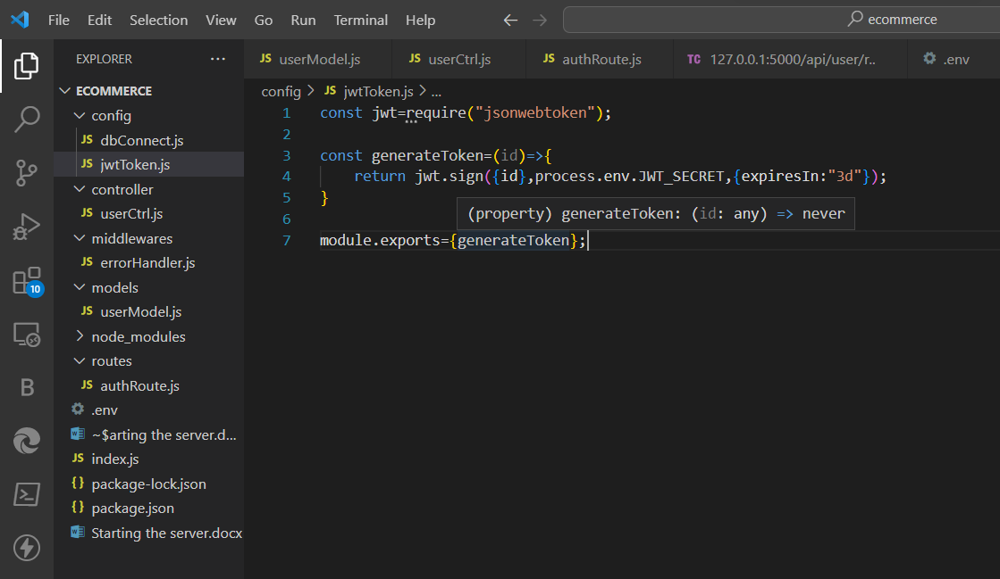 File Edit Selection View Go Run Terminal Help ecommerce
EXPLORER ...
JS userModel.js JS userCtrl.js JS authRoute.js TC 127.0.0.1:5000/api/user/r.. .env
ECOMMERCE
config
JS dbConnect.js
JS jwtToken.js
controller
JS userCtrl.js
middlewares
JS errorHandler.js
models
JS userModel.js
node_modules
routes
JS authRoute.js
.env
~$arting the server.d...
JS index.js
{} package-lock.json
{} package.json
Starting the server.docx
10
B
config > JS jwtToken.js > ...
1 const jwt=require("jsonwebtoken");
2
3 const generateToken=(id)=>{
4 return jwt.sign({id},process.env.JWT_SECRET,{expiresIn:"3d"});
5 }
6
(property) generateToken: (id: any) => never
7 module.exports={generateToken};